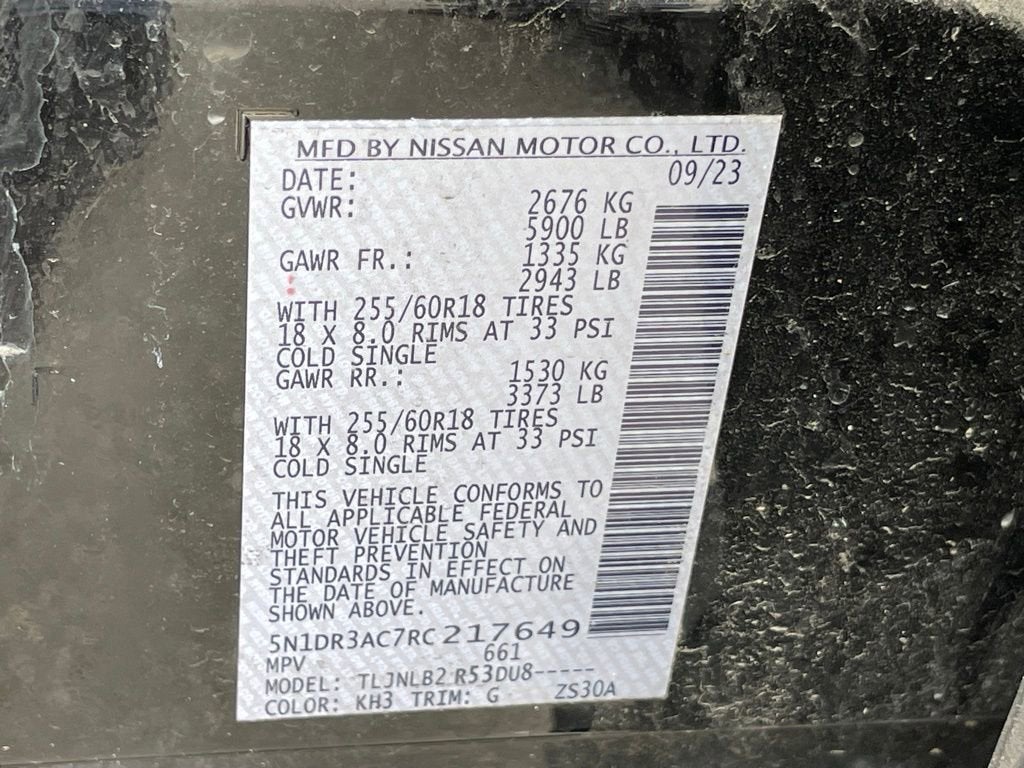 MFD BY NISSAN MOTOR CO., LTD.
DATE: 09/23
GVWR: 2676 KG
5900 LB
GAWR FR.: 1335 KG
: 2943 LB
WITH 255/60R18 TIRES
18 X 8.0 RIMS AT 33 PSI
COLD SINGLE
GAWR RR.: 1530 KG
3373 LB
WITH 255/60R18 TIRES
18 X 8.0 RIMS AT 33 PSI
COLD SINGLE
THIS VEHICLE CONFORMS TO
ALL APPLICABLE FEDERAL
MOTOR VEHICLE SAFETY AND
THEFT PREVENTION
STANDARDS IN EFFECT ON
THE DATE OF MANUFACTURE
SHOWN ABOVE.
5N1DR3AC7RC217649
MPV 661
MODEL: TLJNLB2 R53DU8-----
COLOR: KH3 TRIM: G ZS30A